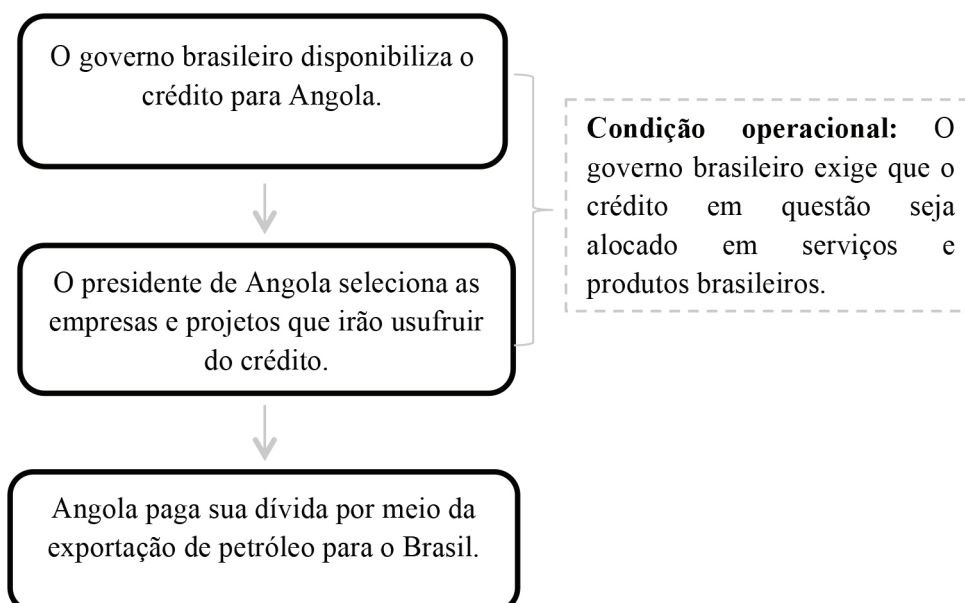 O governo brasileiro disponibiliza o
crédito para Angola.
Condição operacional: O
governo brasileiro exige que o
crédito em questão seja
alocado em serviços e
produtos brasileiros.
O presidente de Angola seleciona as
empresas e projetos que irão usufruir
do crédito.
Angola paga sua dívida por meio da
exportação de petróleo para o Brasil.